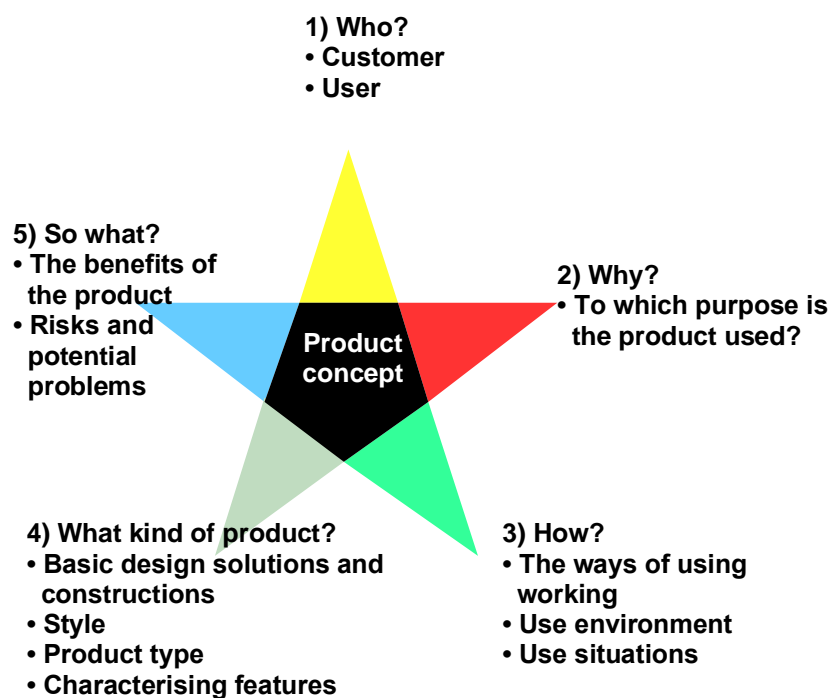 1) Who?
• Customer
• User
5) So what?
• The benefits of
the product
• Risks and
potential
problems
2) Why?
• To which purpose is
the product used?
Product
concept
4) What kind of product?
• Basic design solutions and
constructions
• Style
• Product type
• Characterising features
3) How?
• The ways of using
working
• Use environment
• Use situations